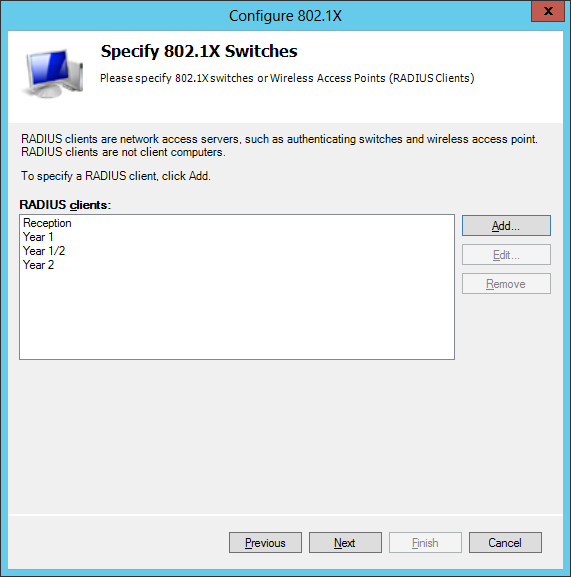 Configure 802.1X
X
Specify 802.1X Switches
Please specify 802.1X switches or Wireless Access Points (RADIUS Clients)
RADIUS clients are network access servers, such as authenticating switches and wireless access point.
RADIUS clients are not client computers.
To specify a RADIUS client, click Add.
RADIUS clients:
Reception
Year 1
Year 1/2
Year 2
Add...
Edit...
Remove
Previous
Next
Finish
Cancel